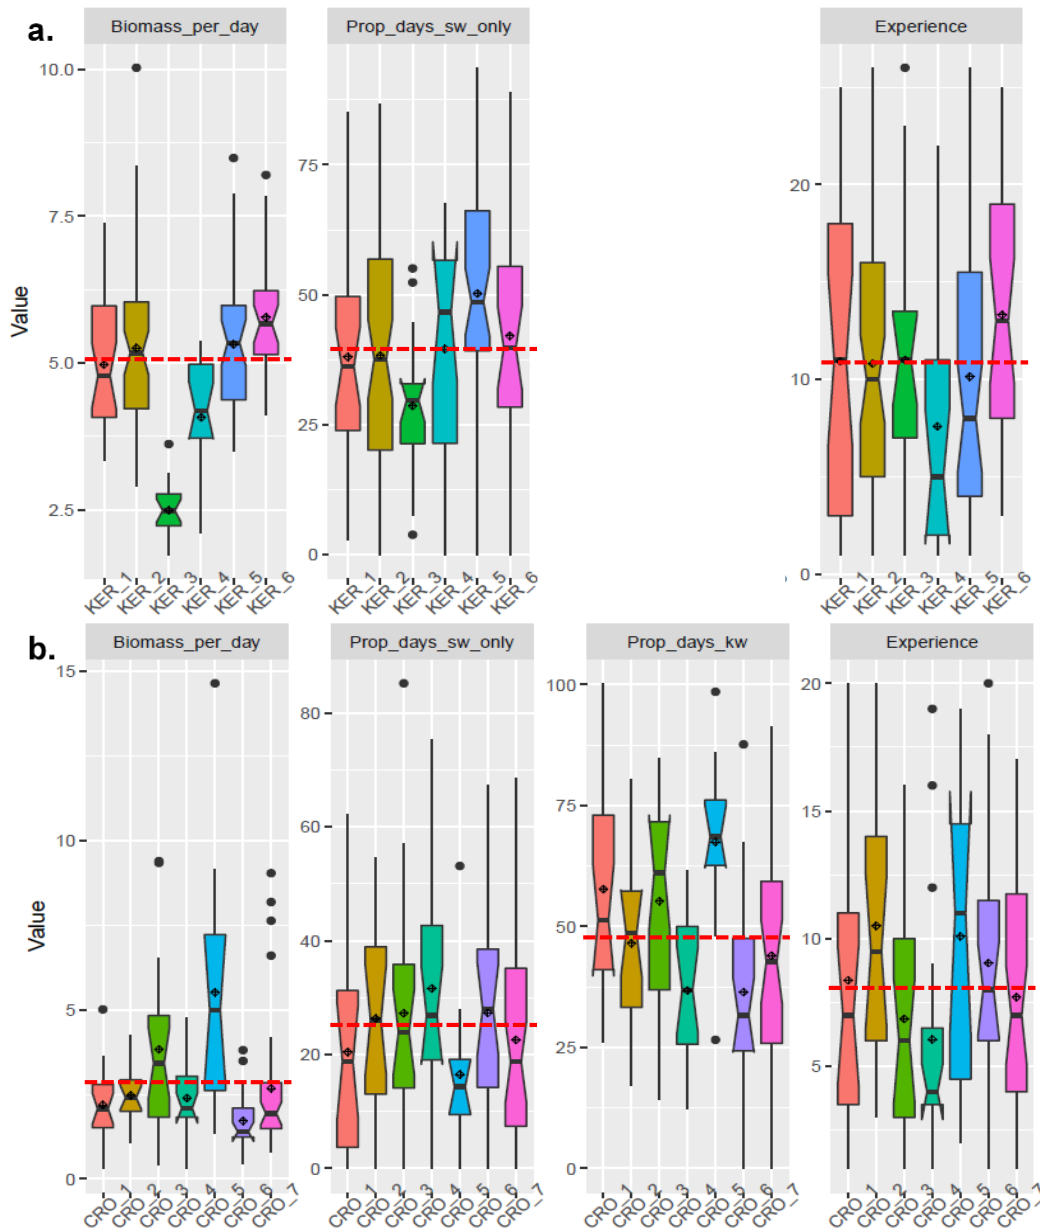 a.
Biomass_per_day Prop_days_sw_only Experience
Value
10.0
7.5
5.0
2.5
75
50
25
0
20
10
0
KER_1 KER_2 KER_3 KER_4 KER_5 KER_6
KER_1 KER_2 KER_3 KER_4 KER_5 KER_6
KER_1 KER_2 KER_3 KER_4 KER_5 KER_6
b.
Biomass_per_day Prop_days_sw_only Prop_days_kw Experience
Value
15
10
5
0
80
60
40
20
0
100
75
50
25
0
20
15
10
5
CRO_1 CRO_2 CRO_3 CRO_4 CRO_5 CRO_6 CRO_7
CRO_1 CRO_2 CRO_3 CRO_4 CRO_5 CRO_6 CRO_7
CRO_1 CRO_2 CRO_3 CRO_4 CRO_5 CRO_6 CRO_7
CRO_1 CRO_2 CRO_3 CRO_4 CRO_5 CRO_6 CRO_7